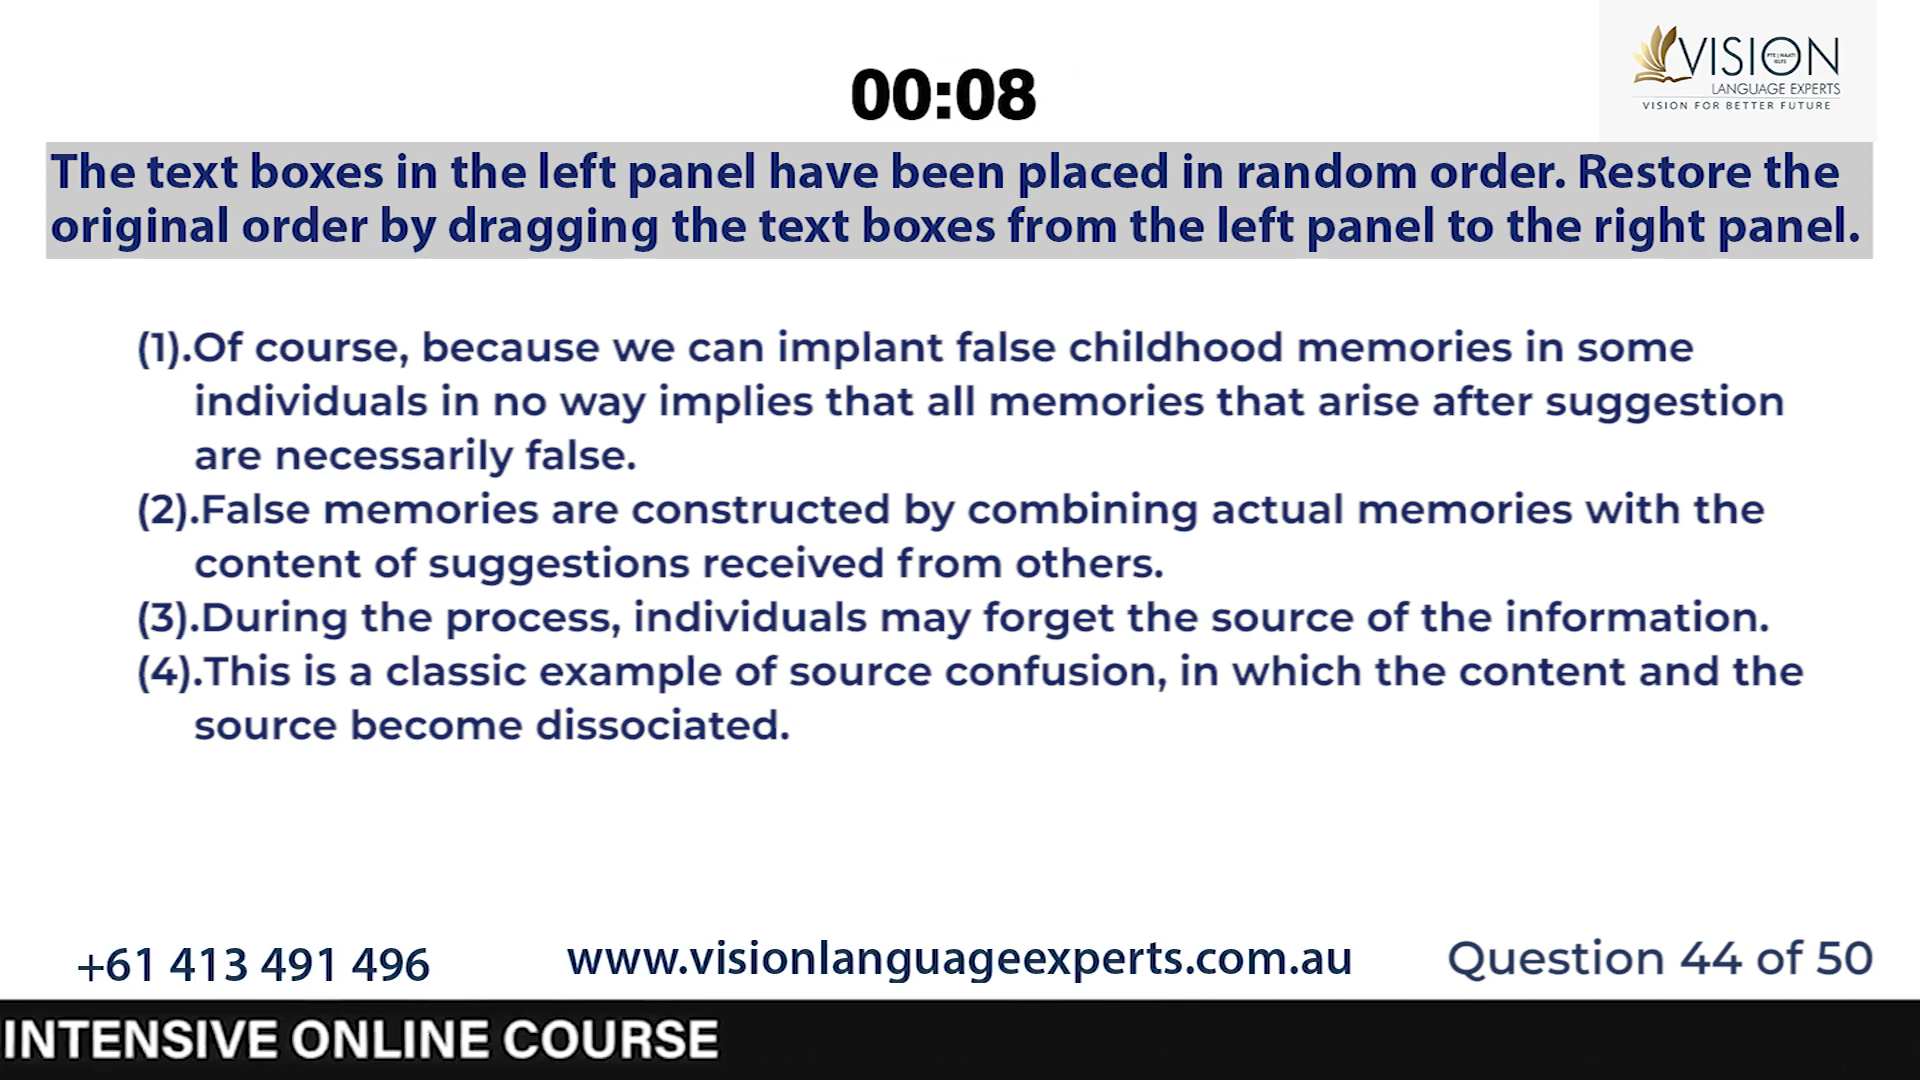 VISION
PTE | NAATI
IELTS
LANGUAGE EXPERTS
VISION FOR BETTER FUTURE
00:08
The text boxes in the left panel have been placed in random order. Restore the
original order by dragging the text boxes from the left panel to the right panel.
(1).Of course, because we can implant false childhood memories in some
individuals in no way implies that all memories that arise after suggestion
are necessarily false.
(2).False memories are constructed by combining actual memories with the
content of suggestions received from others.
(3).During the process, individuals may forget the source of the information.
(4).This is a classic example of source confusion, in which the content and the
source become dissociated.
+61 413 491 496
www.visionlanguageexperts.com.au
Question 44 of 50
INTENSIVE ONLINE COURSE